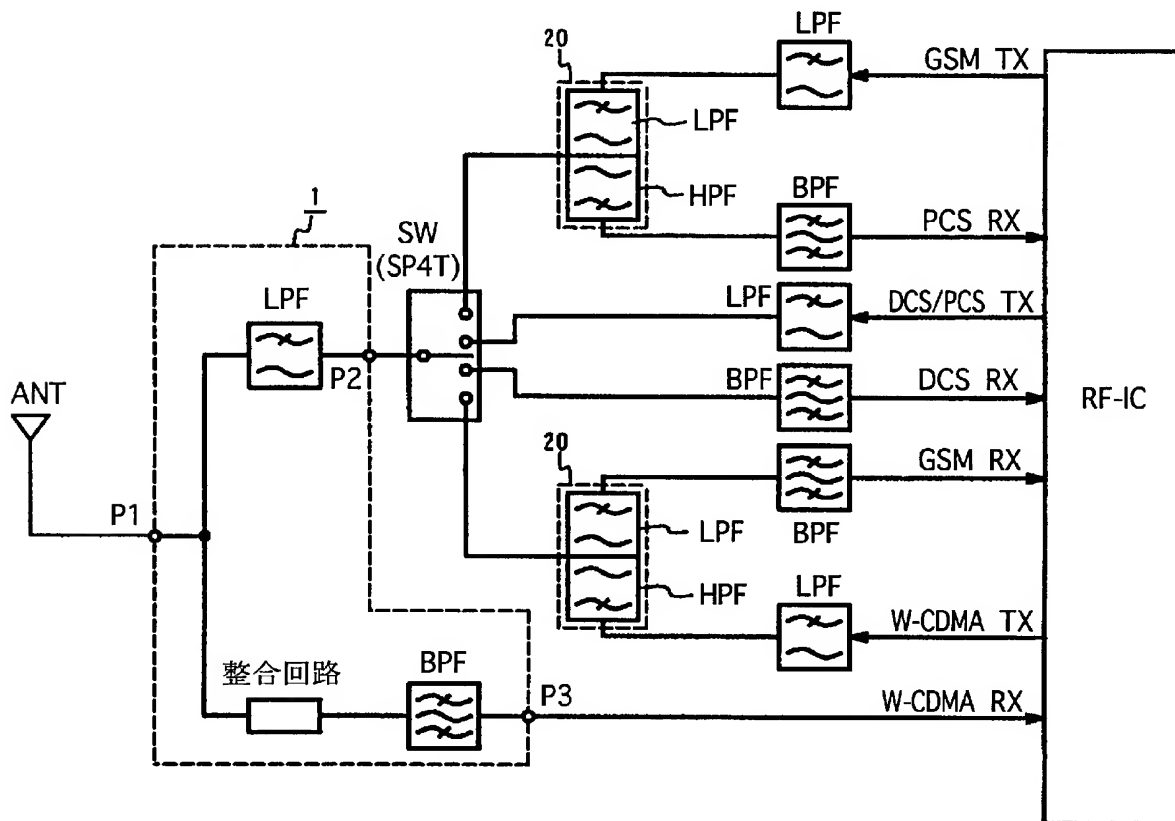 LPF
GSM TX
20
LPF
HPF
BPF
PCS RX
1
SW
(SP4T)
LPF
LPF
DCS/PCS TX
P2
BPF
DCS RX
RF-IC
ANT
20
GSM RX
BPF
P1
LPF
HPF
LPF
W-CDMA TX
整合回路
BPF
P3
W-CDMA RX